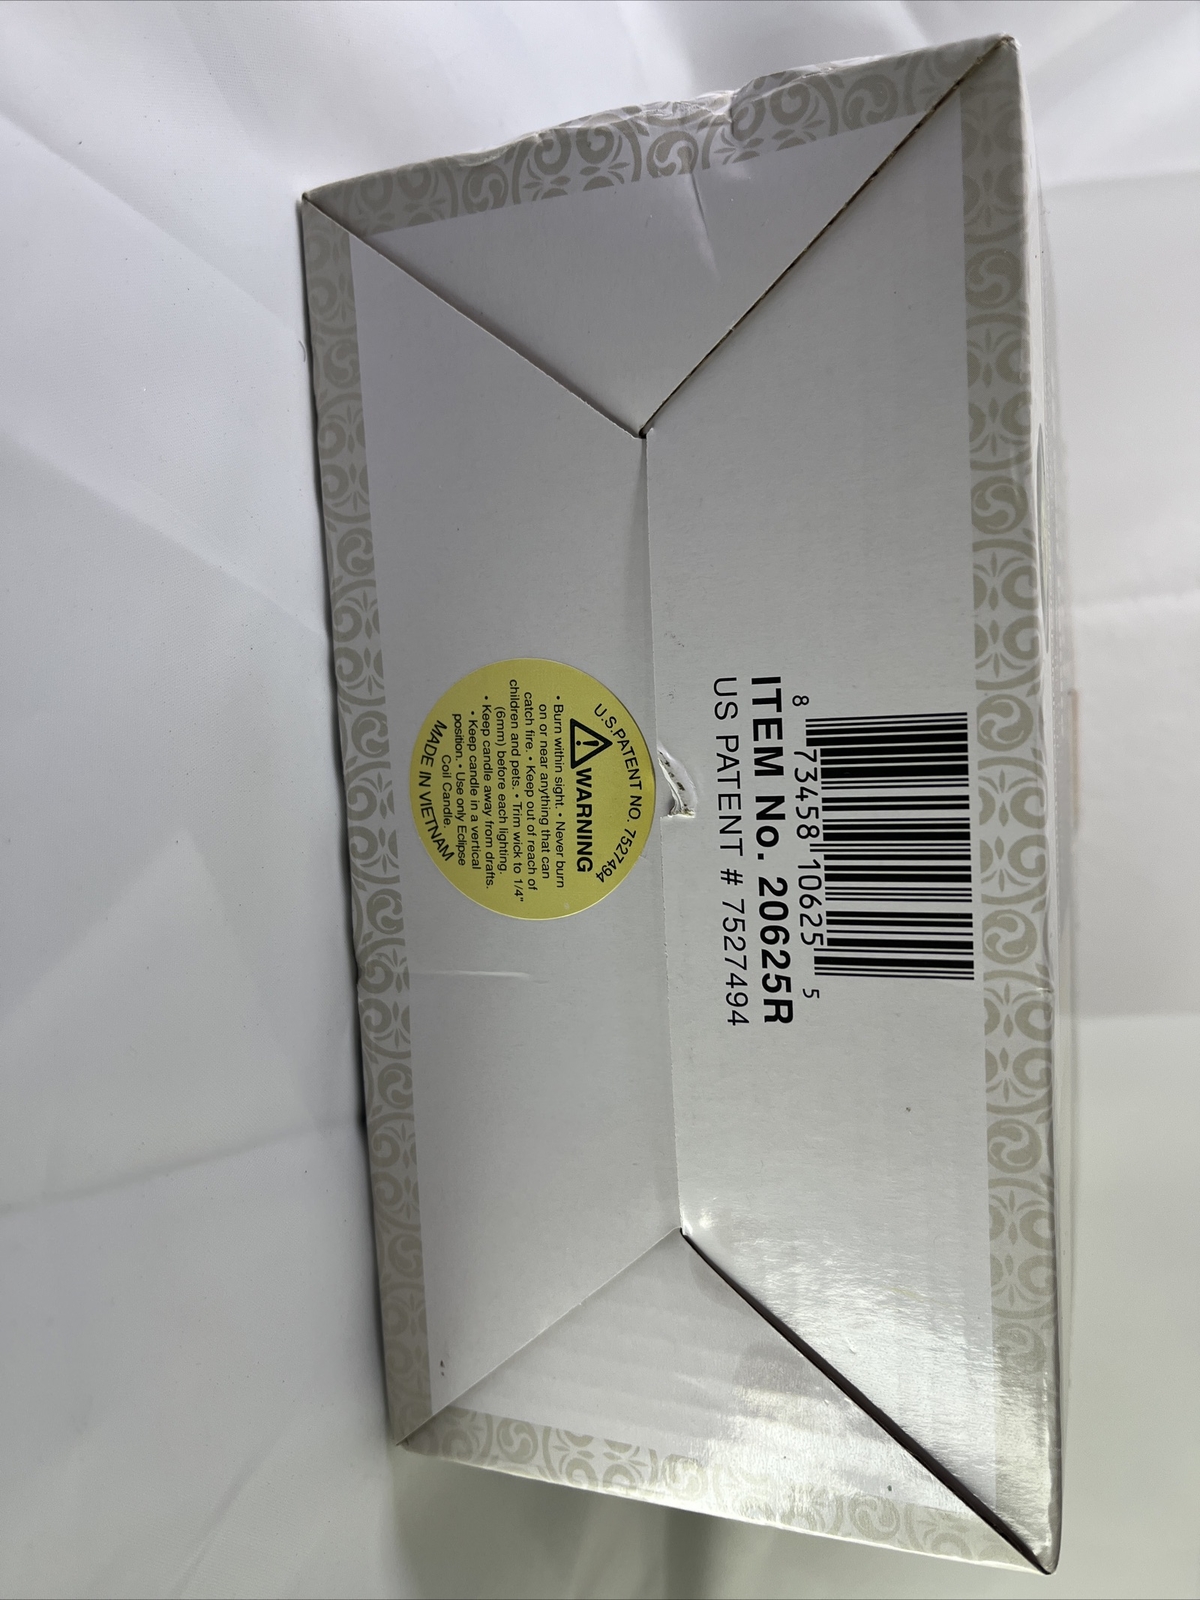 8 73458 10625 5
ITEM No. 20625R
US PATENT # 7527494
U.S.PATENT NO. 7527494
WARNING
• Burn within sight. • Never burn
on or near anything that can
catch fire. • Keep out of reach of
children and pets. • Trim wick to 1/4"
(6mm) before each lighting.
• Keep candle away from drafts.
• Keep candle in a vertical
position. • Use only Eclipse
Coil Candle.
MADE IN VIETNAM